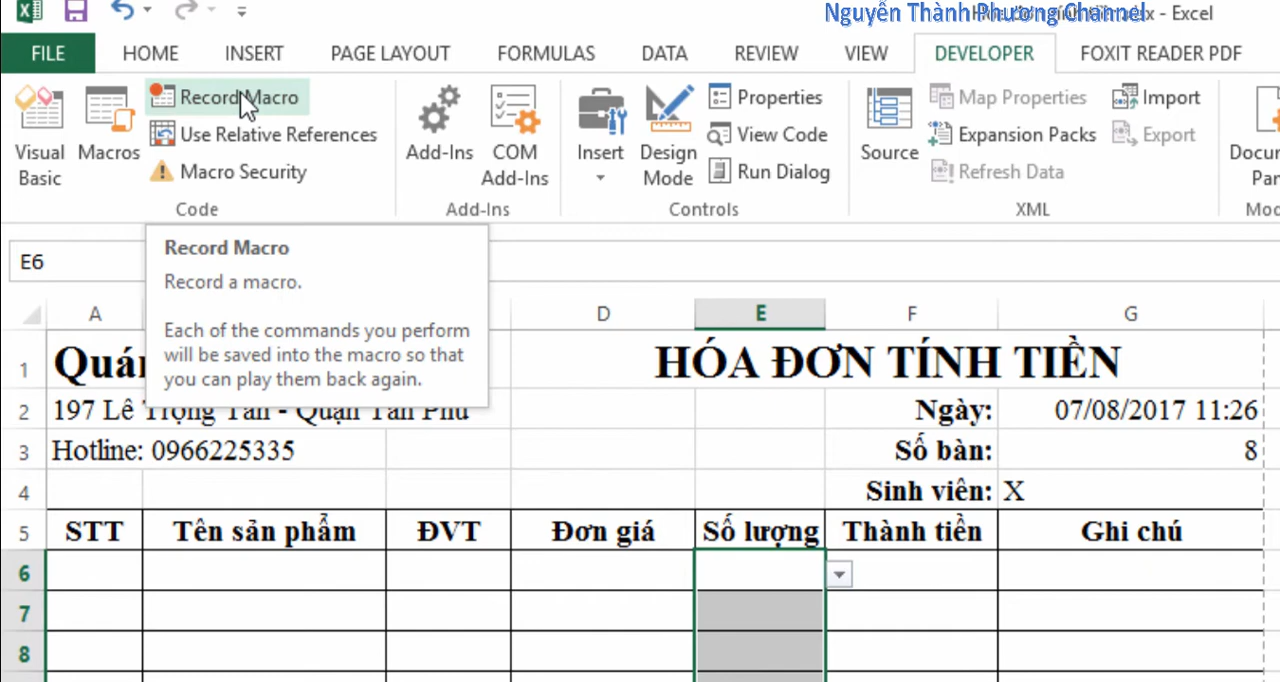 Nguyễn Thành Phương Channel - Excel
FILE HOME INSERT PAGE LAYOUT FORMULAS DATA REVIEW VIEW DEVELOPER FOXIT READER PDF
Visual Basic
Macros
Record Macro
Use Relative References
Macro Security
Code
Add-Ins
COM Add-Ins
Add-Ins
Insert
Design Mode
Properties
View Code
Run Dialog
Controls
Source
Map Properties
Expansion Packs
Refresh Data
Import
Export
XML
E6
Record Macro
Record a macro.
Each of the commands you perform
will be saved into the macro so that
you can play them back again.
A D E F G
1 HÓA ĐƠN TÍNH TIỀN
2 197 Lê Trọng Tấn - Quận Tân Phú Ngày: 07/08/2017 11:26
3 Hotline: 0966225335 Số bàn: 8
4 Sinh viên: X
5 STT Tên sản phẩm ĐVT Đơn giá Số lượng Thành tiền Ghi chú
6
7
8